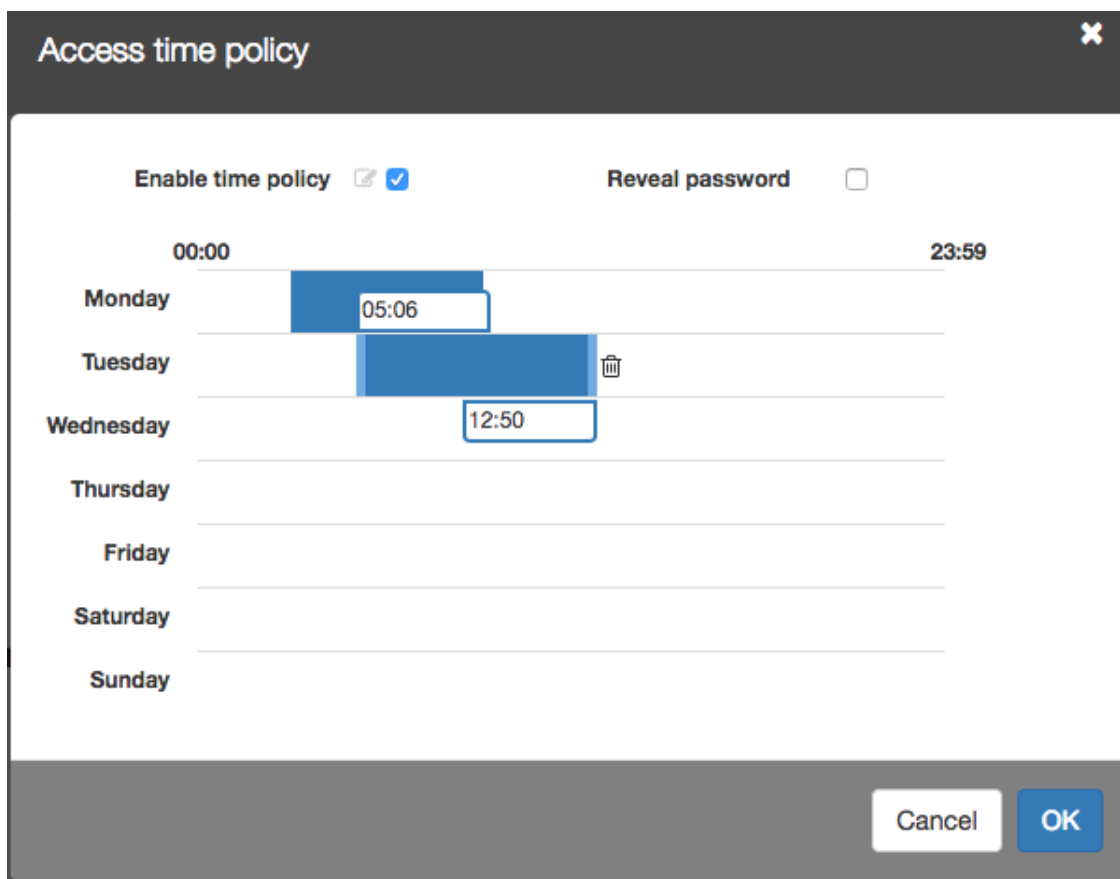 Access time policy
Enable time policy
Reveal password
00:00
23:59
Monday
05:06
Tuesday
12:50
Wednesday
Thursday
Friday
Saturday
Sunday
Cancel
OK